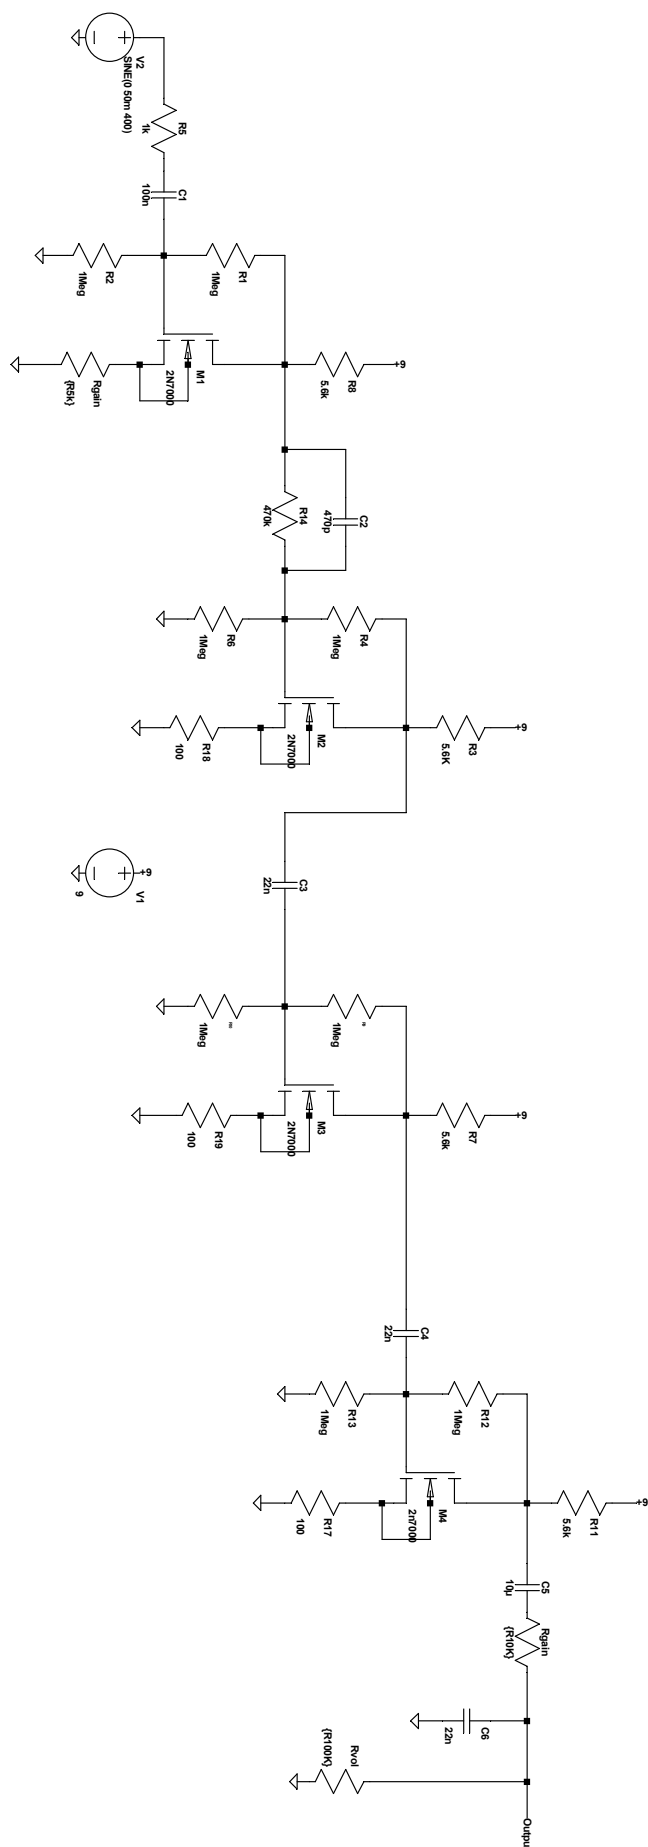 V2
SINE(0 50m 400)
R5
1k
C1
100n
R1
1Meg
R2
1Meg
+9
R8
5.6k
M1
2N7000
Rgain
{R5k}
C2
470p
R14
470k
R4
1Meg
R6
1Meg
+9
R3
5.6K
M2
2N7000
R18
100
+9
V1
9
C3
22n
1Meg
1Meg
+9
R7
5.6k
M3
2N7000
R19
100
C4
22n
R12
1Meg
R13
1Meg
+9
R11
5.6k
M4
2n7000
R17
100
C5
10µ
Rgain
{R10K}
C6
22n
Rvol
{R100K}
Outpu